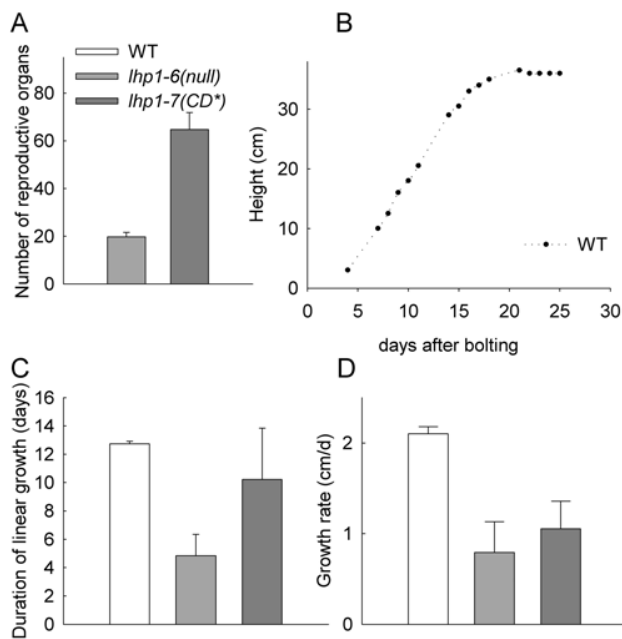 A
WT
lhp1-6(null)
lhp1-7(CD*)
Number of reproductive organs
80
60
40
20
0
B
Height (cm)
30
20
10
0
WT
0 5 10 15 20 25 30
days after bolting
C
Duration of linear growth (days)
16
14
12
10
8
6
4
2
0
D
Growth rate (cm/d)
2
1
0